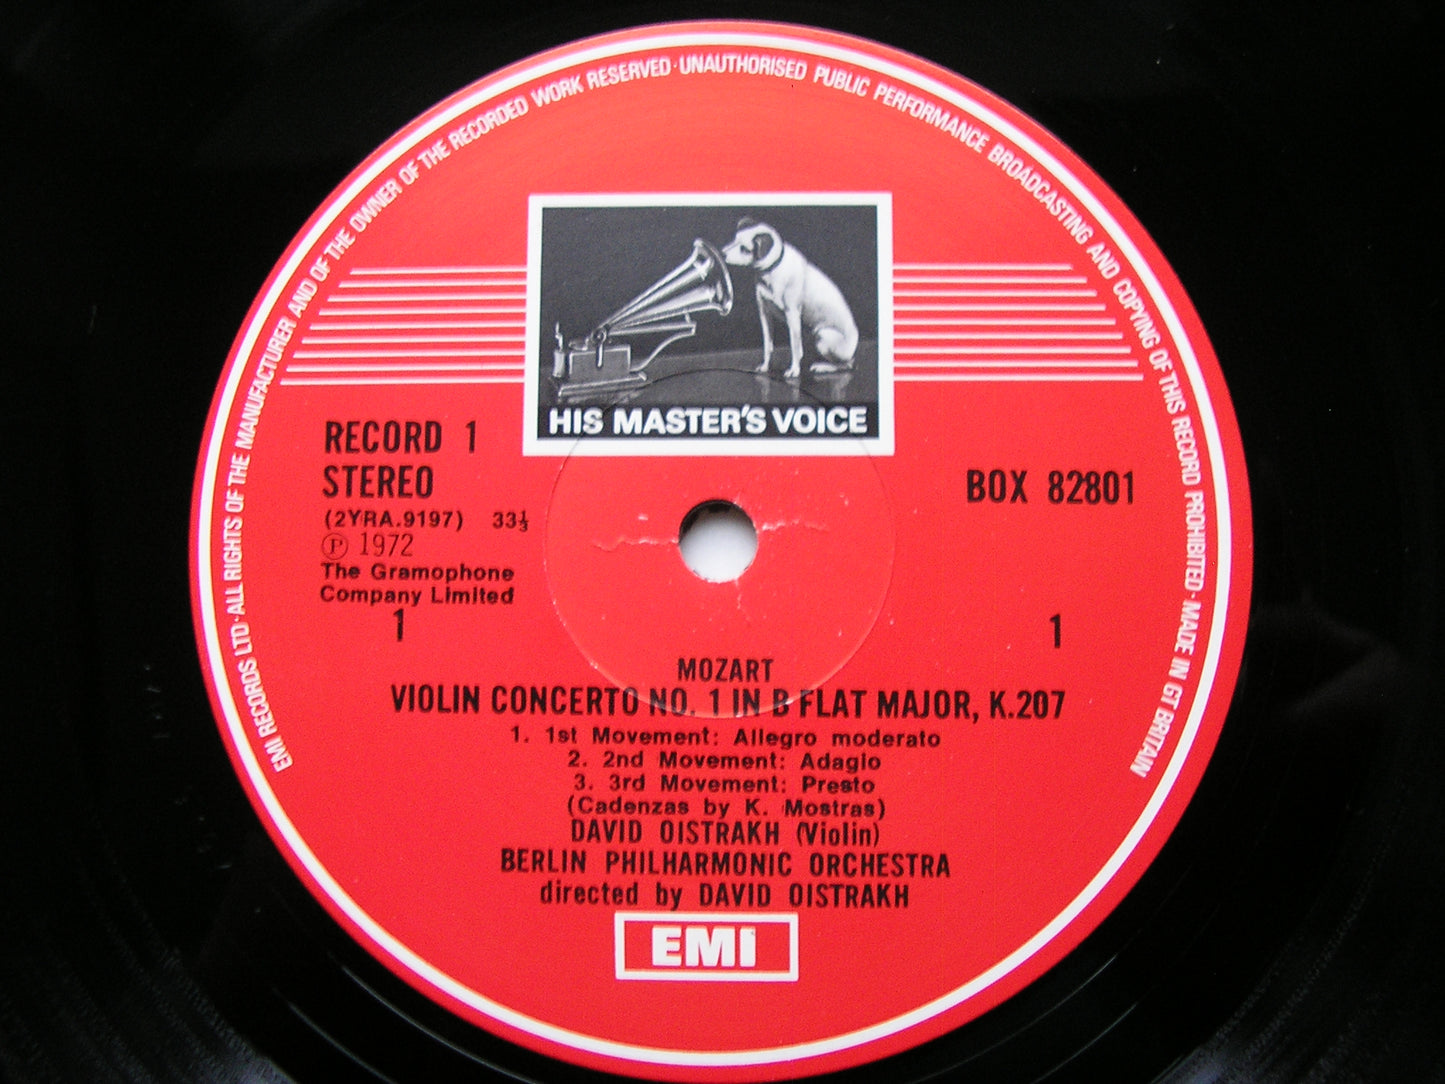 EMI RECORDS LTD · ALL RIGHTS OF THE MANUFACTURER AND OF THE OWNER OF THE RECORDED WORK RESERVED · UNAUTHORISED PUBLIC PERFORMANCE BROADCASTING AND COPYING OF THIS RECORD PROHIBITED · MADE IN GT BRITAIN
HIS MASTER'S VOICE
RECORD 1
STEREO
BOX 82801
(2YRA.9197) 33⅓
℗ 1972
The Gramophone
Company Limited
1 1
MOZART
VIOLIN CONCERTO NO. 1 IN B FLAT MAJOR, K.207
1. 1st Movement: Allegro moderato
2. 2nd Movement: Adagio
3. 3rd Movement: Presto
(Cadenzas by K. Mostras)
DAVID OISTRAKH (Violin)
BERLIN PHILHARMONIC ORCHESTRA
directed by DAVID OISTRAKH
EMI